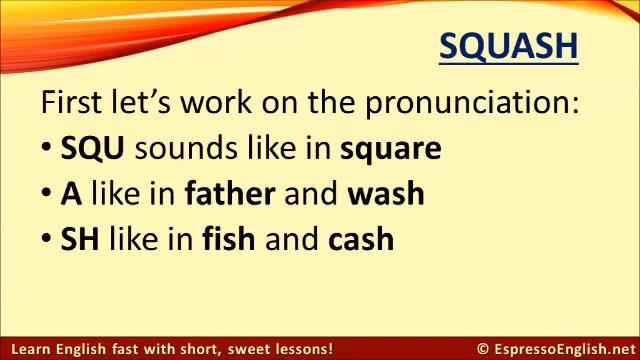 SQUASH
First let's work on the pronunciation:
• SQU sounds like in square
• A like in father and wash
• SH like in fish and cash
Learn English fast with short, sweet lessons! © EspressoEnglish.net